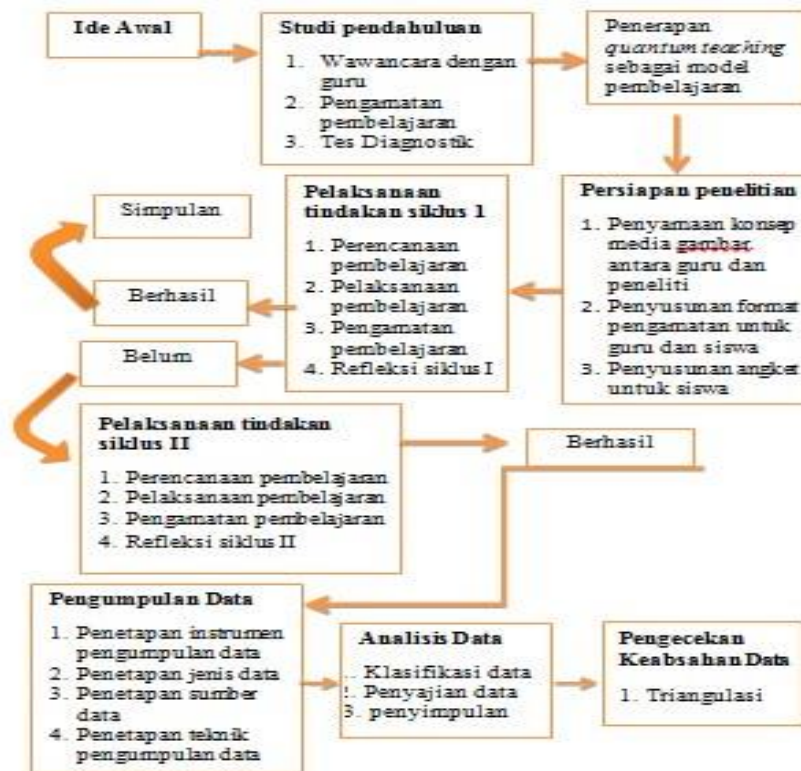 Ide Awal
Studi pendahuluan
1. Wawancara dengan
guru
2. Pengamatan
pembelajaran
3. Tes Diagnostik
Penerapan
quantum teaching
sebagai model
pembelajaran
Persiapan penelitian
1. Penyamaan konsep
media gambar
antara guru dan
peneliti
2. Penyusunan format
pengamatan untuk
guru dan siswa
3. Penyusunan angket
untuk siswa
Pelaksanaan
tindakan siklus 1
1. Perencanaan
pembelajaran
2. Pelaksanaan
pembelajaran
3. Pengamatan
pembelajaran
4. Refleksi siklus I
Simpulan
Berhasil
Belum
Pelaksanaan tindakan
siklus II
1. Perencanaan pembelajaran
2. Pelaksanaan pembelajaran
3. Pengamatan pembelajaran
4. Refleksi siklus II
Berhasil
Pengumpulan Data
1. Penetapan instrumen
pengumpulan data
2. Penetapan jenis data
3. Penetapan sumber
data
4. Penetapan teknik
pengumpulan data
Analisis Data
Klasifikasi data
Penyajian data
3. penyimpulan
Pengecekan
Keabsahan Data
1. Triangulasi